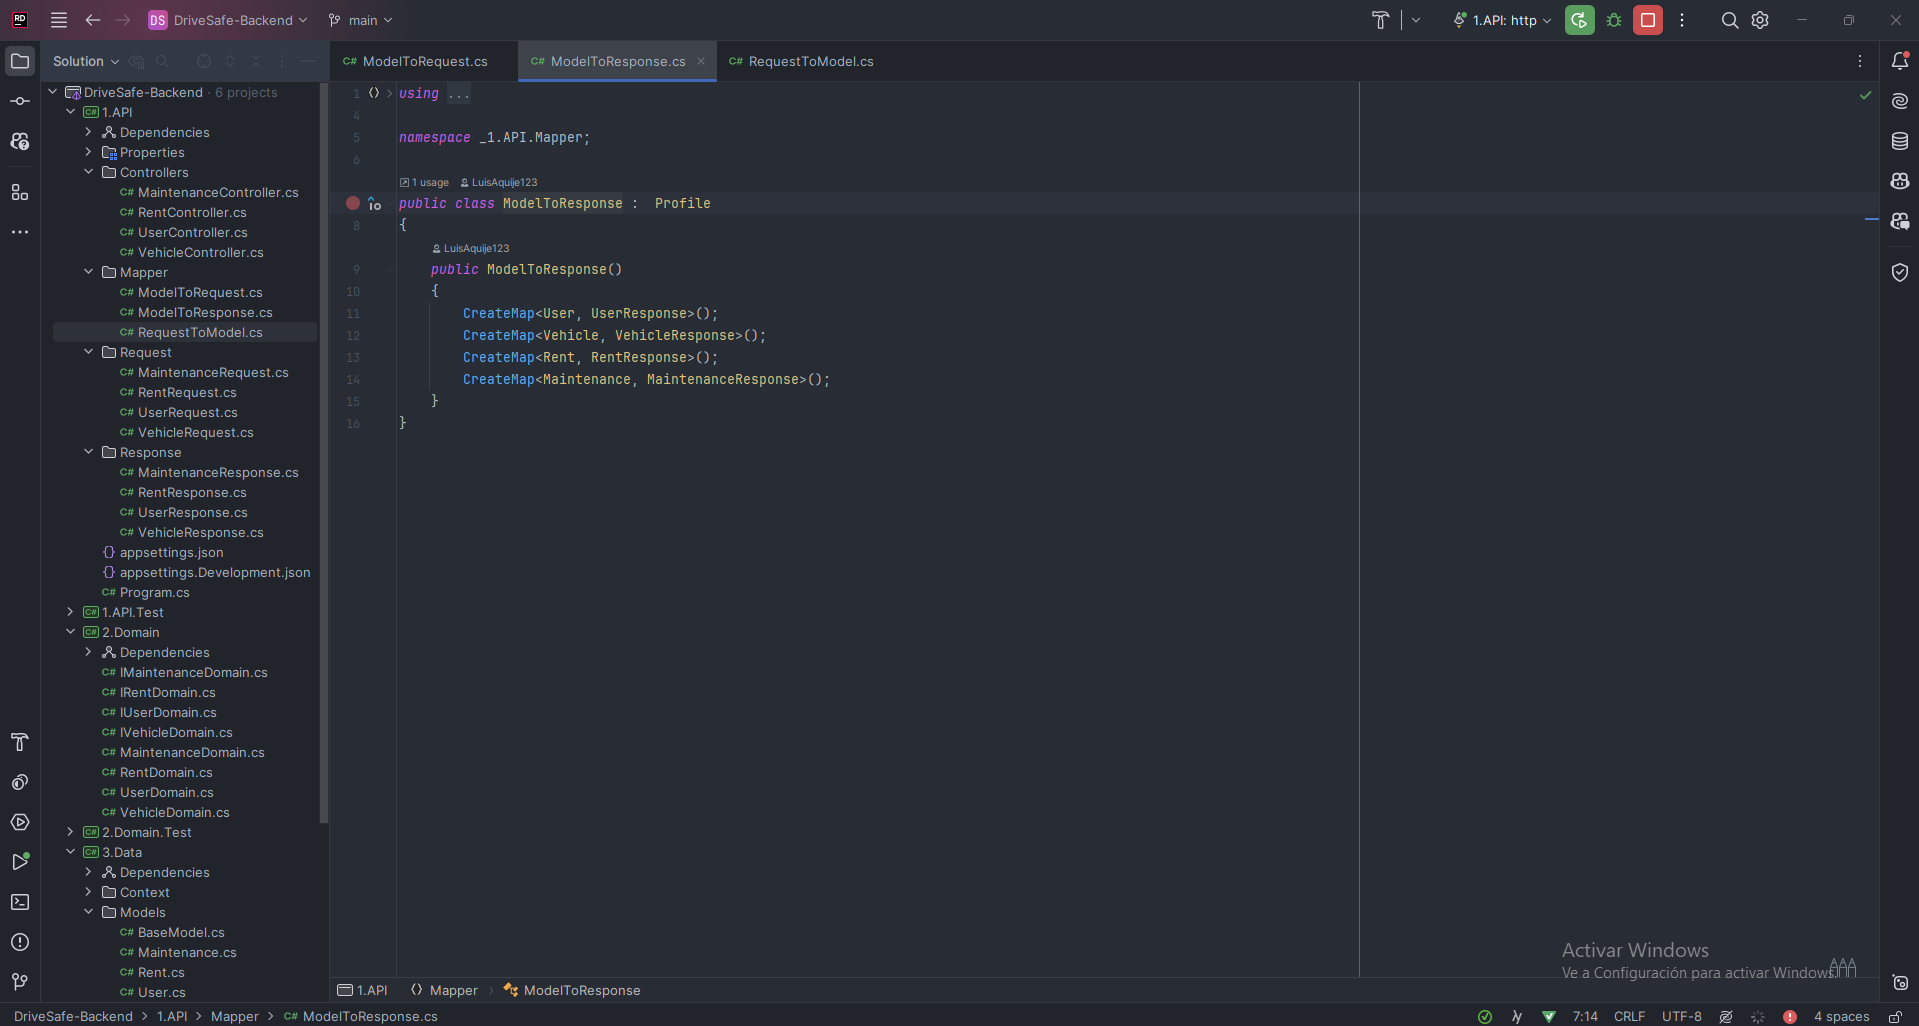 RD
DS DriveSafe-Backend
main
1.API: http
Solution
DriveSafe-Backend · 6 projects
C# 1.API
Dependencies
Properties
Controllers
C# MaintenanceController.cs
C# RentController.cs
C# UserController.cs
C# VehicleController.cs
Mapper
C# ModelToRequest.cs
C# ModelToResponse.cs
C# RequestToModel.cs
Request
C# MaintenanceRequest.cs
C# RentRequest.cs
C# UserRequest.cs
C# VehicleRequest.cs
Response
C# MaintenanceResponse.cs
C# RentResponse.cs
C# UserResponse.cs
C# VehicleResponse.cs
{} appsettings.json
{} appsettings.Development.json
C# Program.cs
C# 1.API.Test
C# 2.Domain
Dependencies
C# IMaintenanceDomain.cs
C# IRentDomain.cs
C# IUserDomain.cs
C# IVehicleDomain.cs
C# MaintenanceDomain.cs
C# RentDomain.cs
C# UserDomain.cs
C# VehicleDomain.cs
C# 2.Domain.Test
C# 3.Data
Dependencies
Context
Models
C# BaseModel.cs
C# Maintenance.cs
C# Rent.cs
C# User.cs
C# ModelToRequest.cs
C# ModelToResponse.cs
C# RequestToModel.cs
1 using ...
4
5 namespace _1.API.Mapper;
6
1 usage LuisAquije123
public class ModelToResponse :  Profile
8 {
LuisAquije123
9 public ModelToResponse()
10 {
11 CreateMap<User, UserResponse>();
12 CreateMap<Vehicle, VehicleResponse>();
13 CreateMap<Rent, RentResponse>();
14 CreateMap<Maintenance, MaintenanceResponse>();
15 }
16 }
Activar Windows
Ve a Configuración para activar Windows.
1.API Mapper ModelToResponse
DriveSafe-Backend 1.API Mapper C# ModelToResponse.cs
7:14 CRLF UTF-8 4 spaces